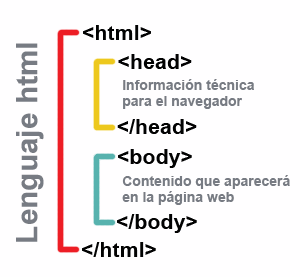 Lenguaje html
<html>
<head>
Información técnica
para el navegador
</head>
<body>
Contenido que aparecerá
en la página web
</body>
</html>